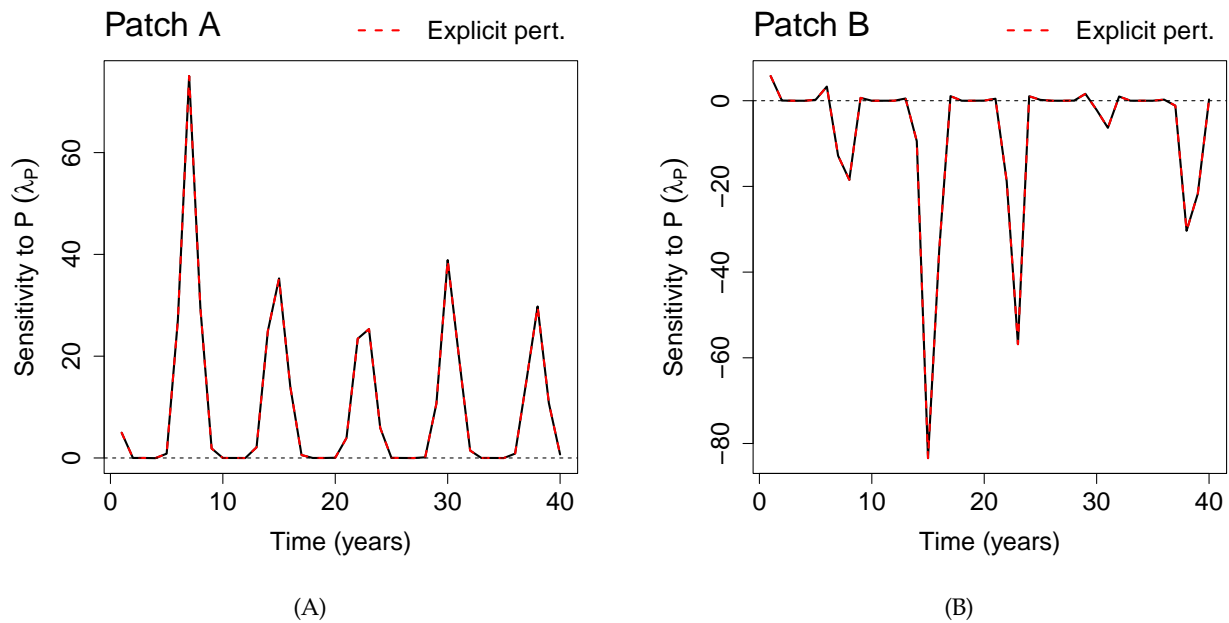 Patch A
Explicit pert.
Sensitivity to P (λP)
60
40
20
0
0 10 20 30 40
Time (years)
(A)
Patch B
Explicit pert.
Sensitivity to P (λP)
0
−20
−40
−60
−80
0 10 20 30 40
Time (years)
(B)